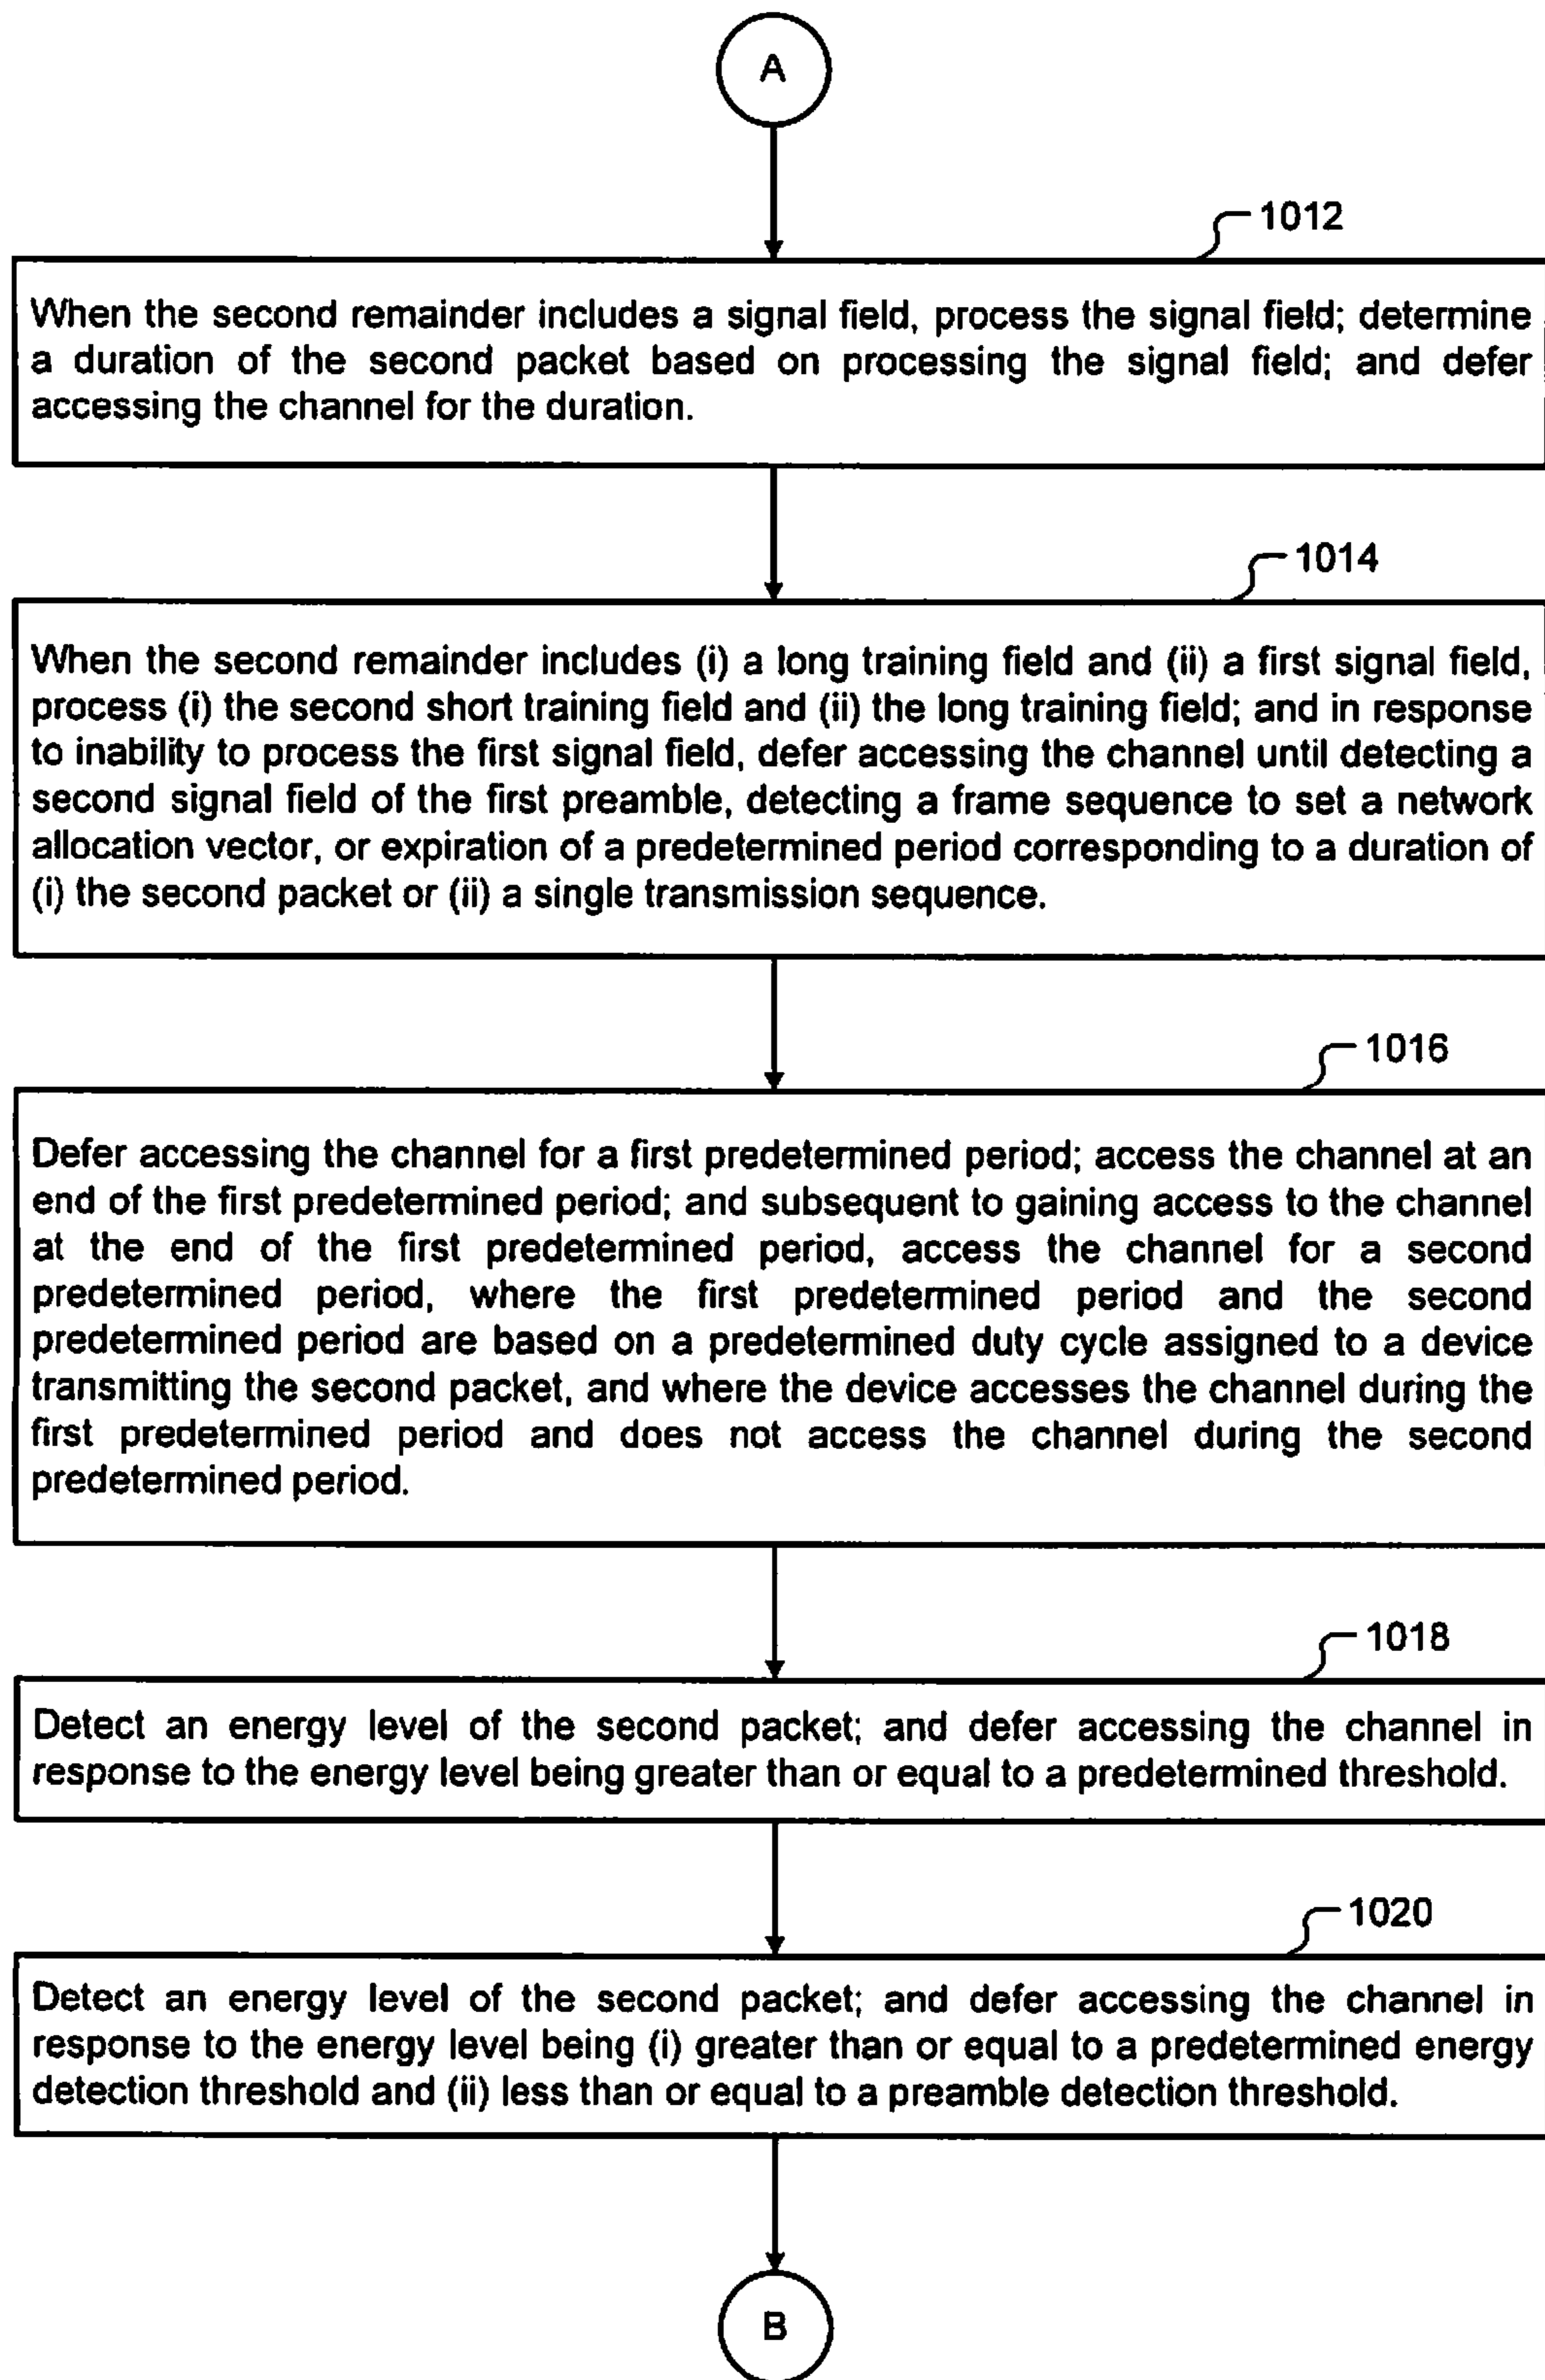 A
1012
When the second remainder includes a signal field, process the signal field; determine
a duration of the second packet based on processing the signal field; and defer
accessing the channel for the duration.
1014
When the second remainder includes (i) a long training field and (ii) a first signal field,
process (i) the second short training field and (ii) the long training field; and in response
to inability to process the first signal field, defer accessing the channel until detecting a
second signal field of the first preamble, detecting a frame sequence to set a network
allocation vector, or expiration of a predetermined period corresponding to a duration of
(i) the second packet or (ii) a single transmission sequence.
1016
Defer accessing the channel for a first predetermined period; access the channel at an
end of the first predetermined period; and subsequent to gaining access to the channel
at the end of the first predetermined period, access the channel for a second
predetermined period, where the first predetermined period and the second
predetermined period are based on a predetermined duty cycle assigned to a device
transmitting the second packet, and where the device accesses the channel during the
first predetermined period and does not access the channel during the second
predetermined period.
1018
Detect an energy level of the second packet; and defer accessing the channel in
response to the energy level being greater than or equal to a predetermined threshold.
1020
Detect an energy level of the second packet; and defer accessing the channel in
response to the energy level being (i) greater than or equal to a predetermined energy
detection threshold and (ii) less than or equal to a preamble detection threshold.
B